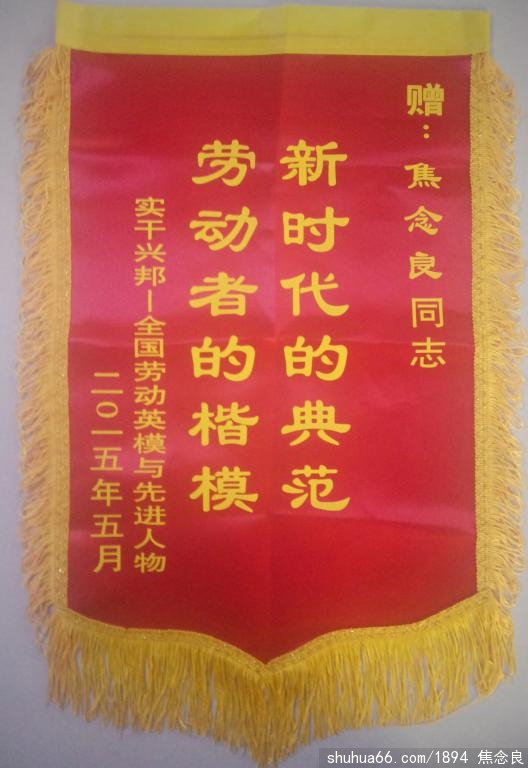 赠：焦念良同志
新时代的典范
劳动者的楷模
实干兴邦—全国劳动英模与先进人物
二〇一五年五月
shuhua66.com/1894 焦念良